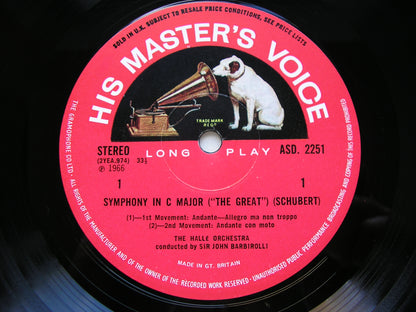 SOLD IN U.K. SUBJECT TO RESALE PRICE CONDITIONS, SEE PRICE LISTS
HIS MASTER'S VOICE
TRADE MARK
REGD
STEREO
(2YEA.974) 33⅓
℗ 1966
LONG PLAY
ASD. 2251
1
1
SYMPHONY IN C MAJOR ("THE GREAT") (SCHUBERT)
(1)—1st Movement: Andante—Allegro ma non troppo
(2)—2nd Movement: Andante con moto
THE HALLE ORCHESTRA
conducted by SIR JOHN BARBIROLLI
MADE IN GT. BRITAIN
THE GRAMOPHONE CO LTD · ALL RIGHTS OF THE MANUFACTURER AND OF THE OWNER OF THE RECORDED WORK RESERVED · UNAUTHORISED PUBLIC PERFORMANCE BROADCASTING AND COPYING OF THIS RECORD PROHIBITED